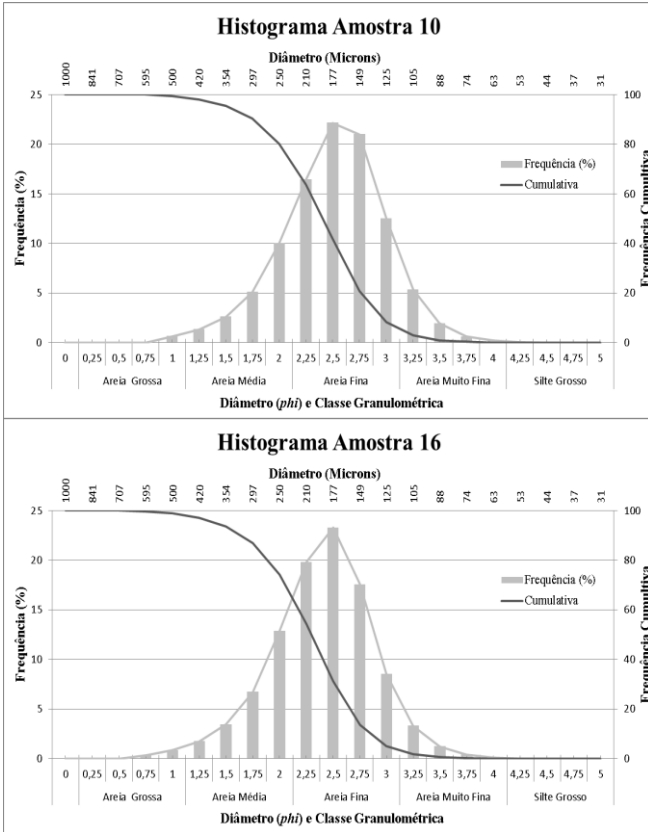 Histograma Amostra 10
Diâmetro (Microns)
1000 841 707 595 500 420 354 297 250 210 177 149 125 105 88 74 63 53 44 37 31
25 100
20 80
15 60
10 40
5 20
0 0
Frequência (%)
Frequência Cumultiva
Frequência (%)
Cumulativa
0 0,25 0,5 0,75 1 1,25 1,5 1,75 2 2,25 2,5 2,75 3 3,25 3,5 3,75 4 4,25 4,5 4,75 5
Areia Grossa Areia Média Areia Fina Areia Muito Fina Silte Grosso
Diâmetro (phi) e Classe Granulométrica
Histograma Amostra 16
Diâmetro (Microns)
1000 841 707 595 500 420 354 297 250 210 177 149 125 105 88 74 63 53 44 37 31
25 100
20 80
15 60
10 40
5 20
0 0
Frequência (%)
Frequência Cumultiva
Frequência (%)
Cumulativa
0 0,25 0,5 0,75 1 1,25 1,5 1,75 2 2,25 2,5 2,75 3 3,25 3,5 3,75 4 4,25 4,5 4,75 5
Areia Grossa Areia Média Areia Fina Areia Muito Fina Silte Grosso
Diâmetro (phi) e Classe Granulométrica